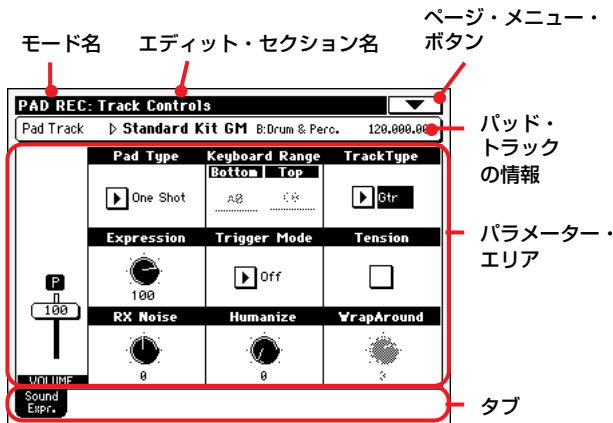 ページ・メニュー・
ボタン
モード名
エディット・セクション名
PAD REC: Track Controls
Pad Track
Standard Kit GM
B:Drum & Perc.
120.000.00
パッド・
トラック
の情報
Pad Type
Keyboard Range
TrackType
Bottom
Top
One Shot
Gtr
パラメーター・
エリア
Expression
Trigger Mode
Tension
100
Off
P
100
RX Noise
Humanize
WrapAround
0
0
VOLUME
Sound
Expr.
タブ